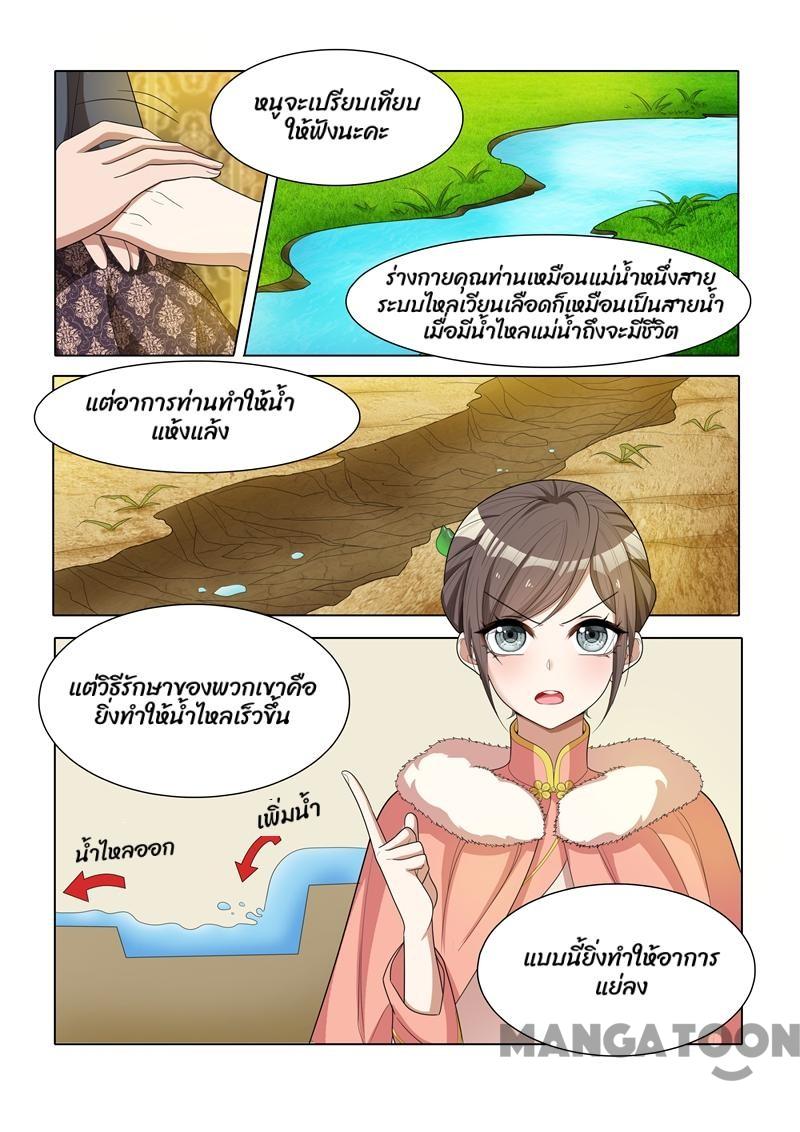 หนูจะเปรียบเทียบ
ให้ฟังนะคะ
ร่างกายคุณท่านเหมือนแม่น้ำหนึ่งสาย
ระบบไหลเวียนเลือดก็เหมือนเป็นสายน้ำ
เมื่อมีน้ำไหลแม่น้ำถึงจะมีชีวิต
แต่อาการท่านทำให้น้ำ
แห้งแล้ง
แต่วิธีรักษาของพวกเขาคือ
ยิ่งทำให้น้ำไหลเร็วขึ้น
เพิ่มน้ำ
น้ำไหลออก
แบบนี้ยิ่งทำให้อาการ
แย่ลง
MANGATOON